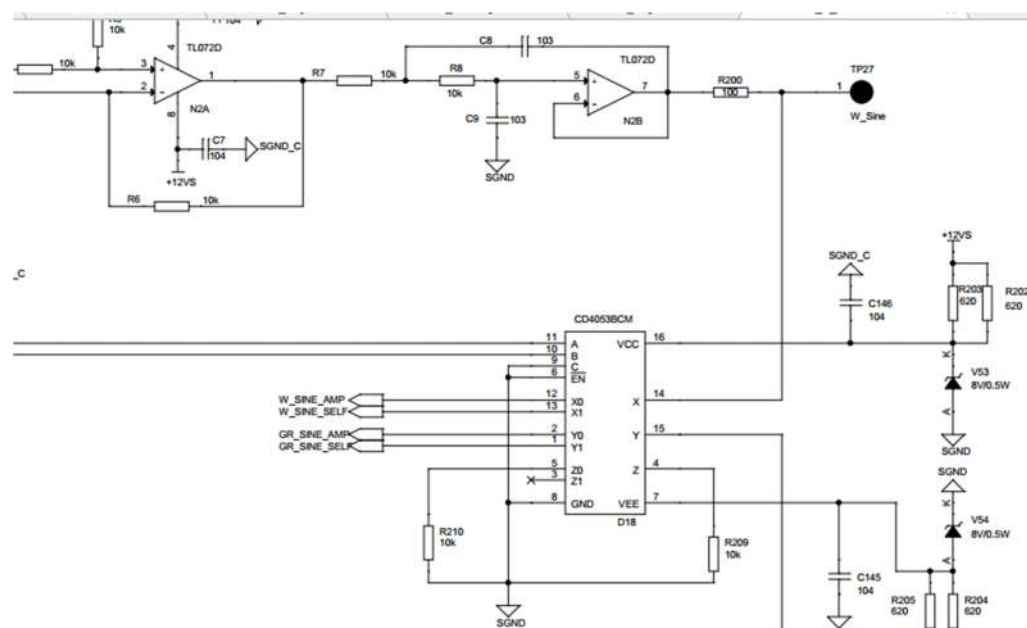 10k
10k
4
TL072D
3
2
1
N2A
8
C7
104
SGND_C
+12VS
R6
10k
R7
10k
C8
103
R8
10k
C9
103
SGND
TL072D
5
6
7
N2B
R200
100
TP27
1
W_Sine
_C
+12VS
SGND_C
R203
620
R202
620
C146
104
CD4053BCM
11
A
VCC
16
10
B
9
C
6
EN
K
V53
8V/0.5W
A
W_SINE_AMP
12
X0
X
14
W_SINE_SELF
13
X1
GR_SINE_AMP
2
Y0
Y
15
GR_SINE_SELF
1
Y1
SGND
5
Z0
Z
4
3
Z1
SGND
8
GND
VEE
7
D18
K
V54
8V/0.5W
A
R210
10k
R209
10k
C145
104
R205
620
R204
620
SGND